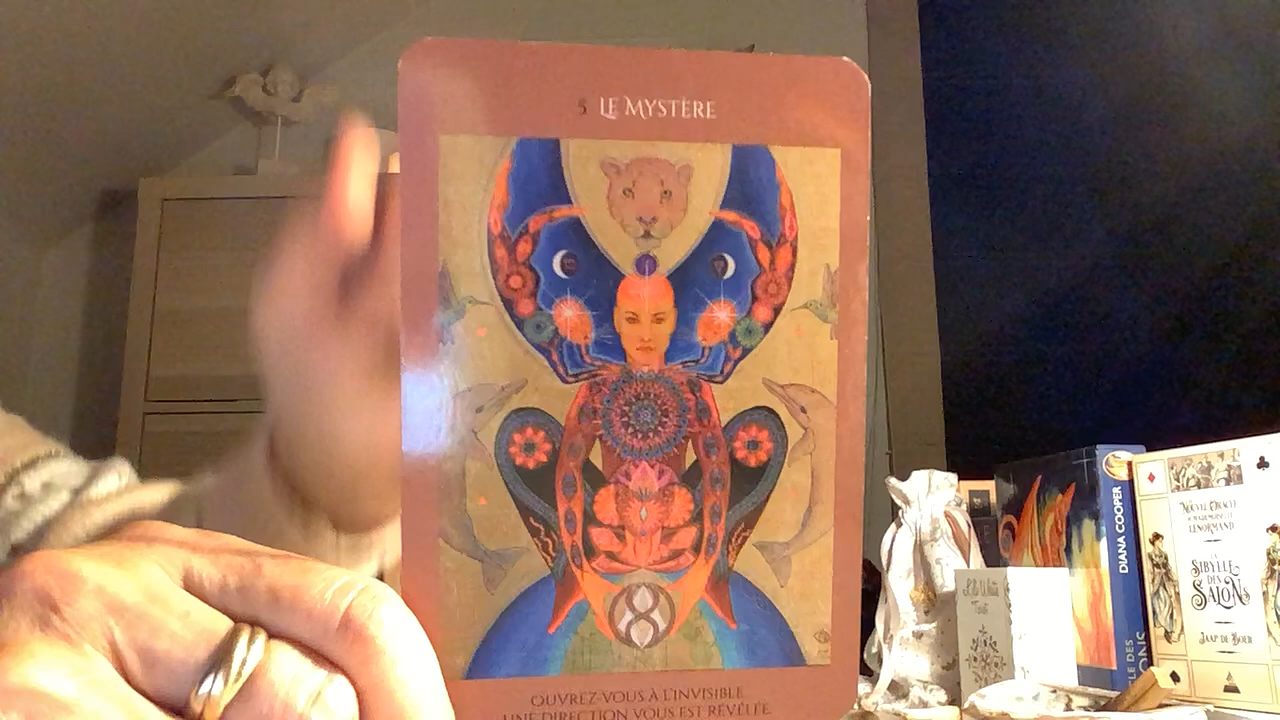 5 LE MYSTÈRE
OUVREZ-VOUS À L'INVISIBLE
UNE DIRECTION VOUS EST RÉVÉLÉE.
DIANA COOPER
NOUVEL ORACLE
LENORMAND
LA
SIBYLLE
DES
SALONS
JAAP DE BOER